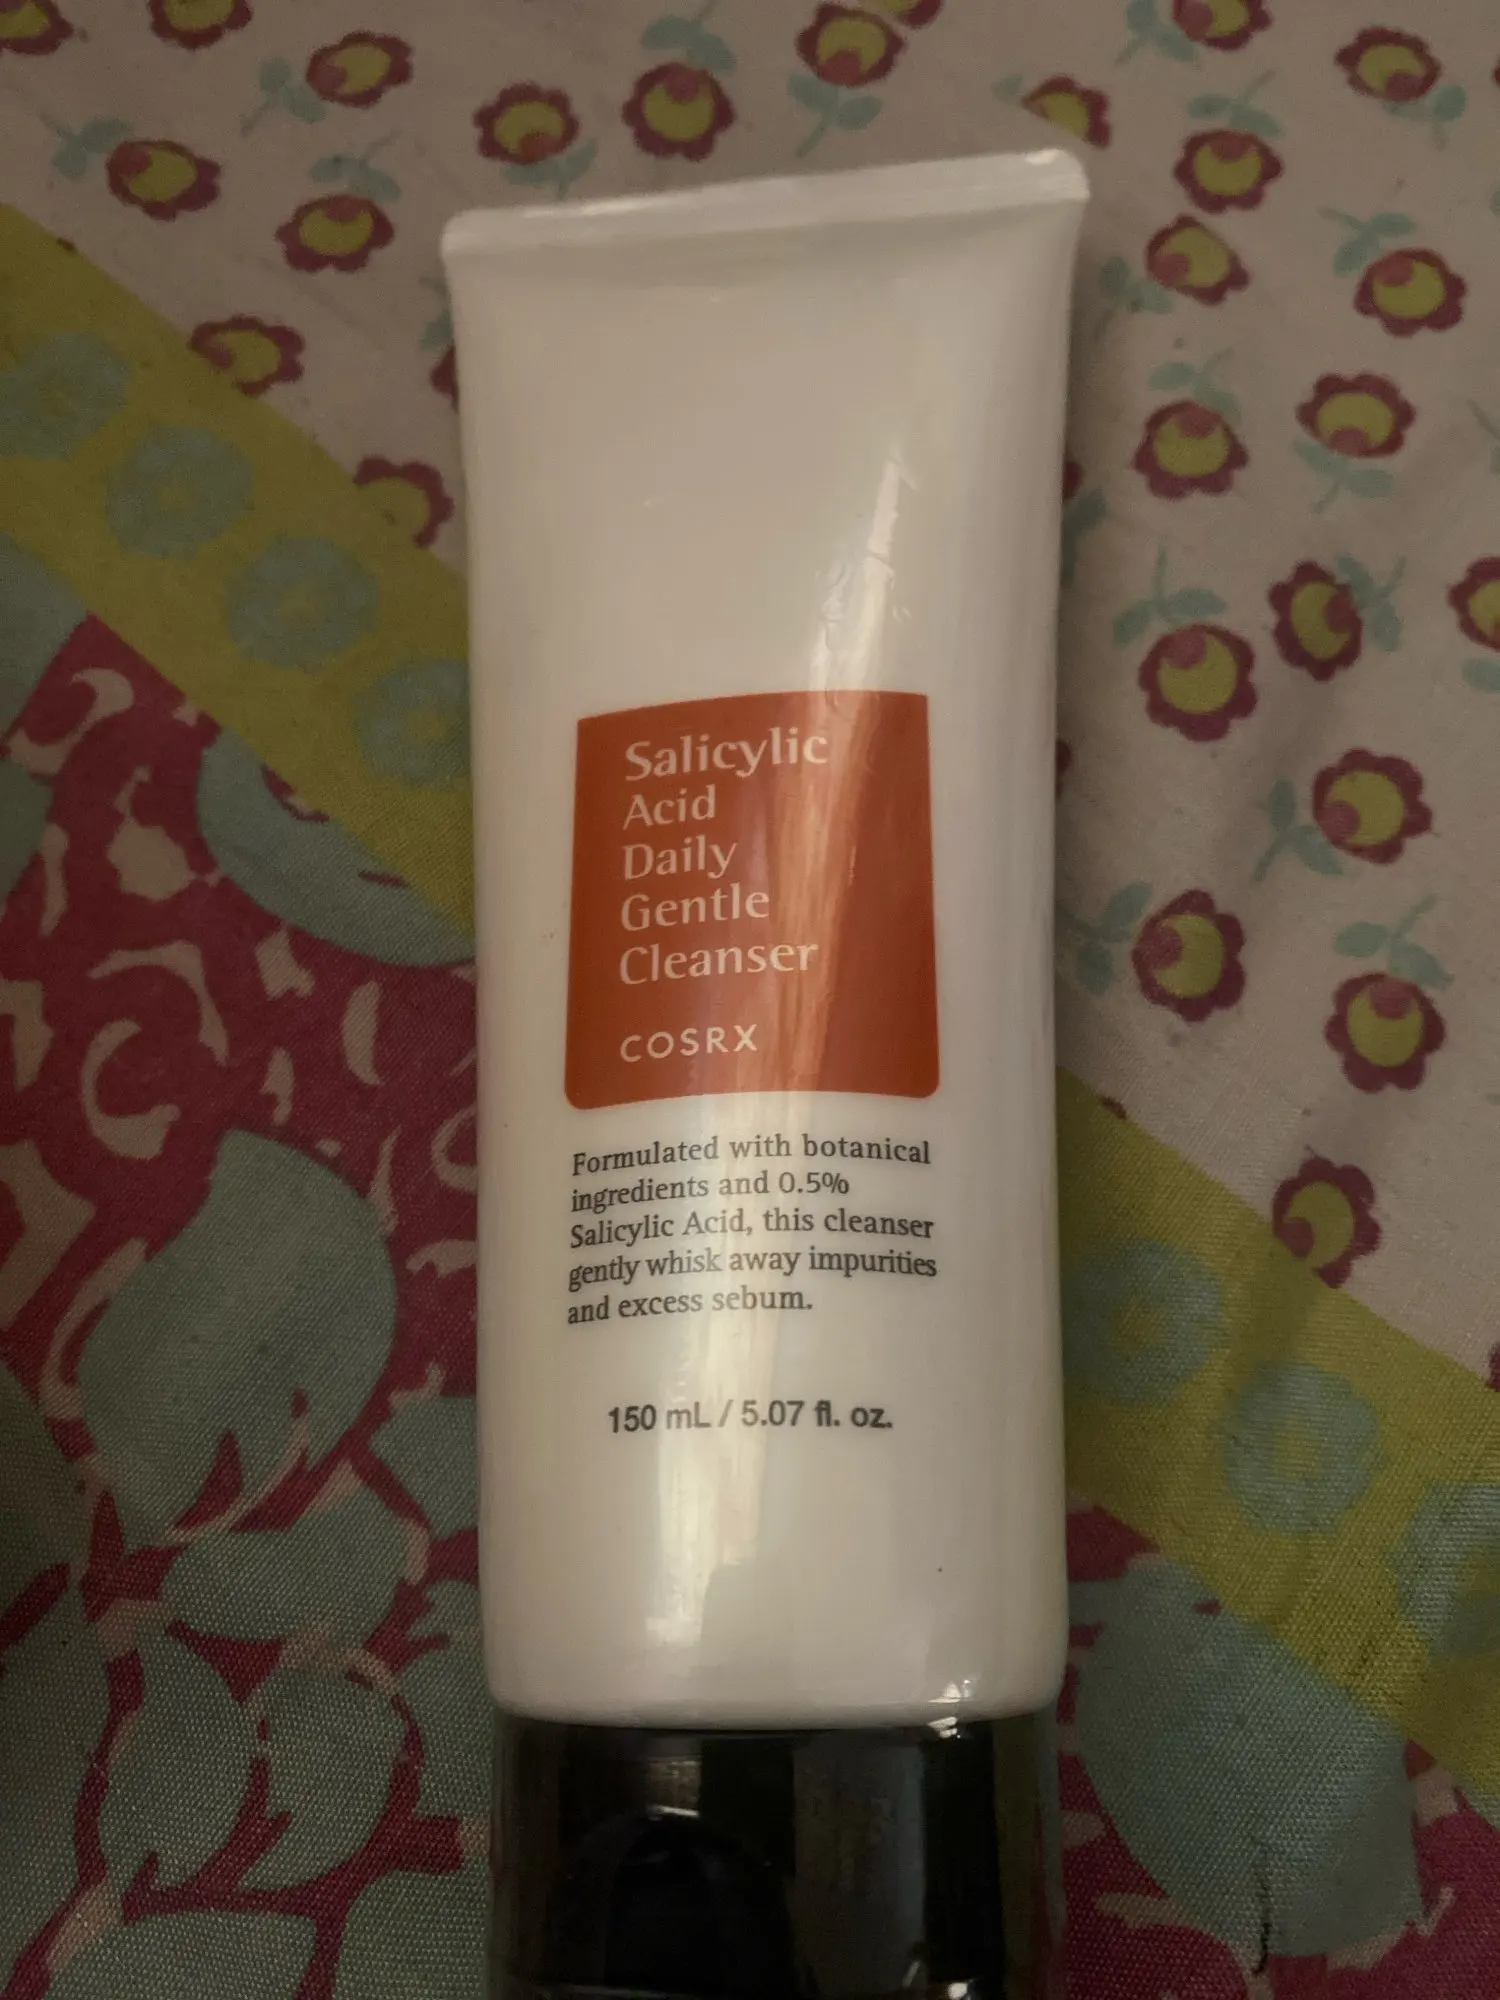 Salicylic
Acid
Daily
Gentle
Cleanser
COSRX
Formulated with botanical
ingredients and 0.5%
Salicylic Acid, this cleanser
gently whisk away impurities
and excess sebum.
150 mL / 5.07 fl. oz.